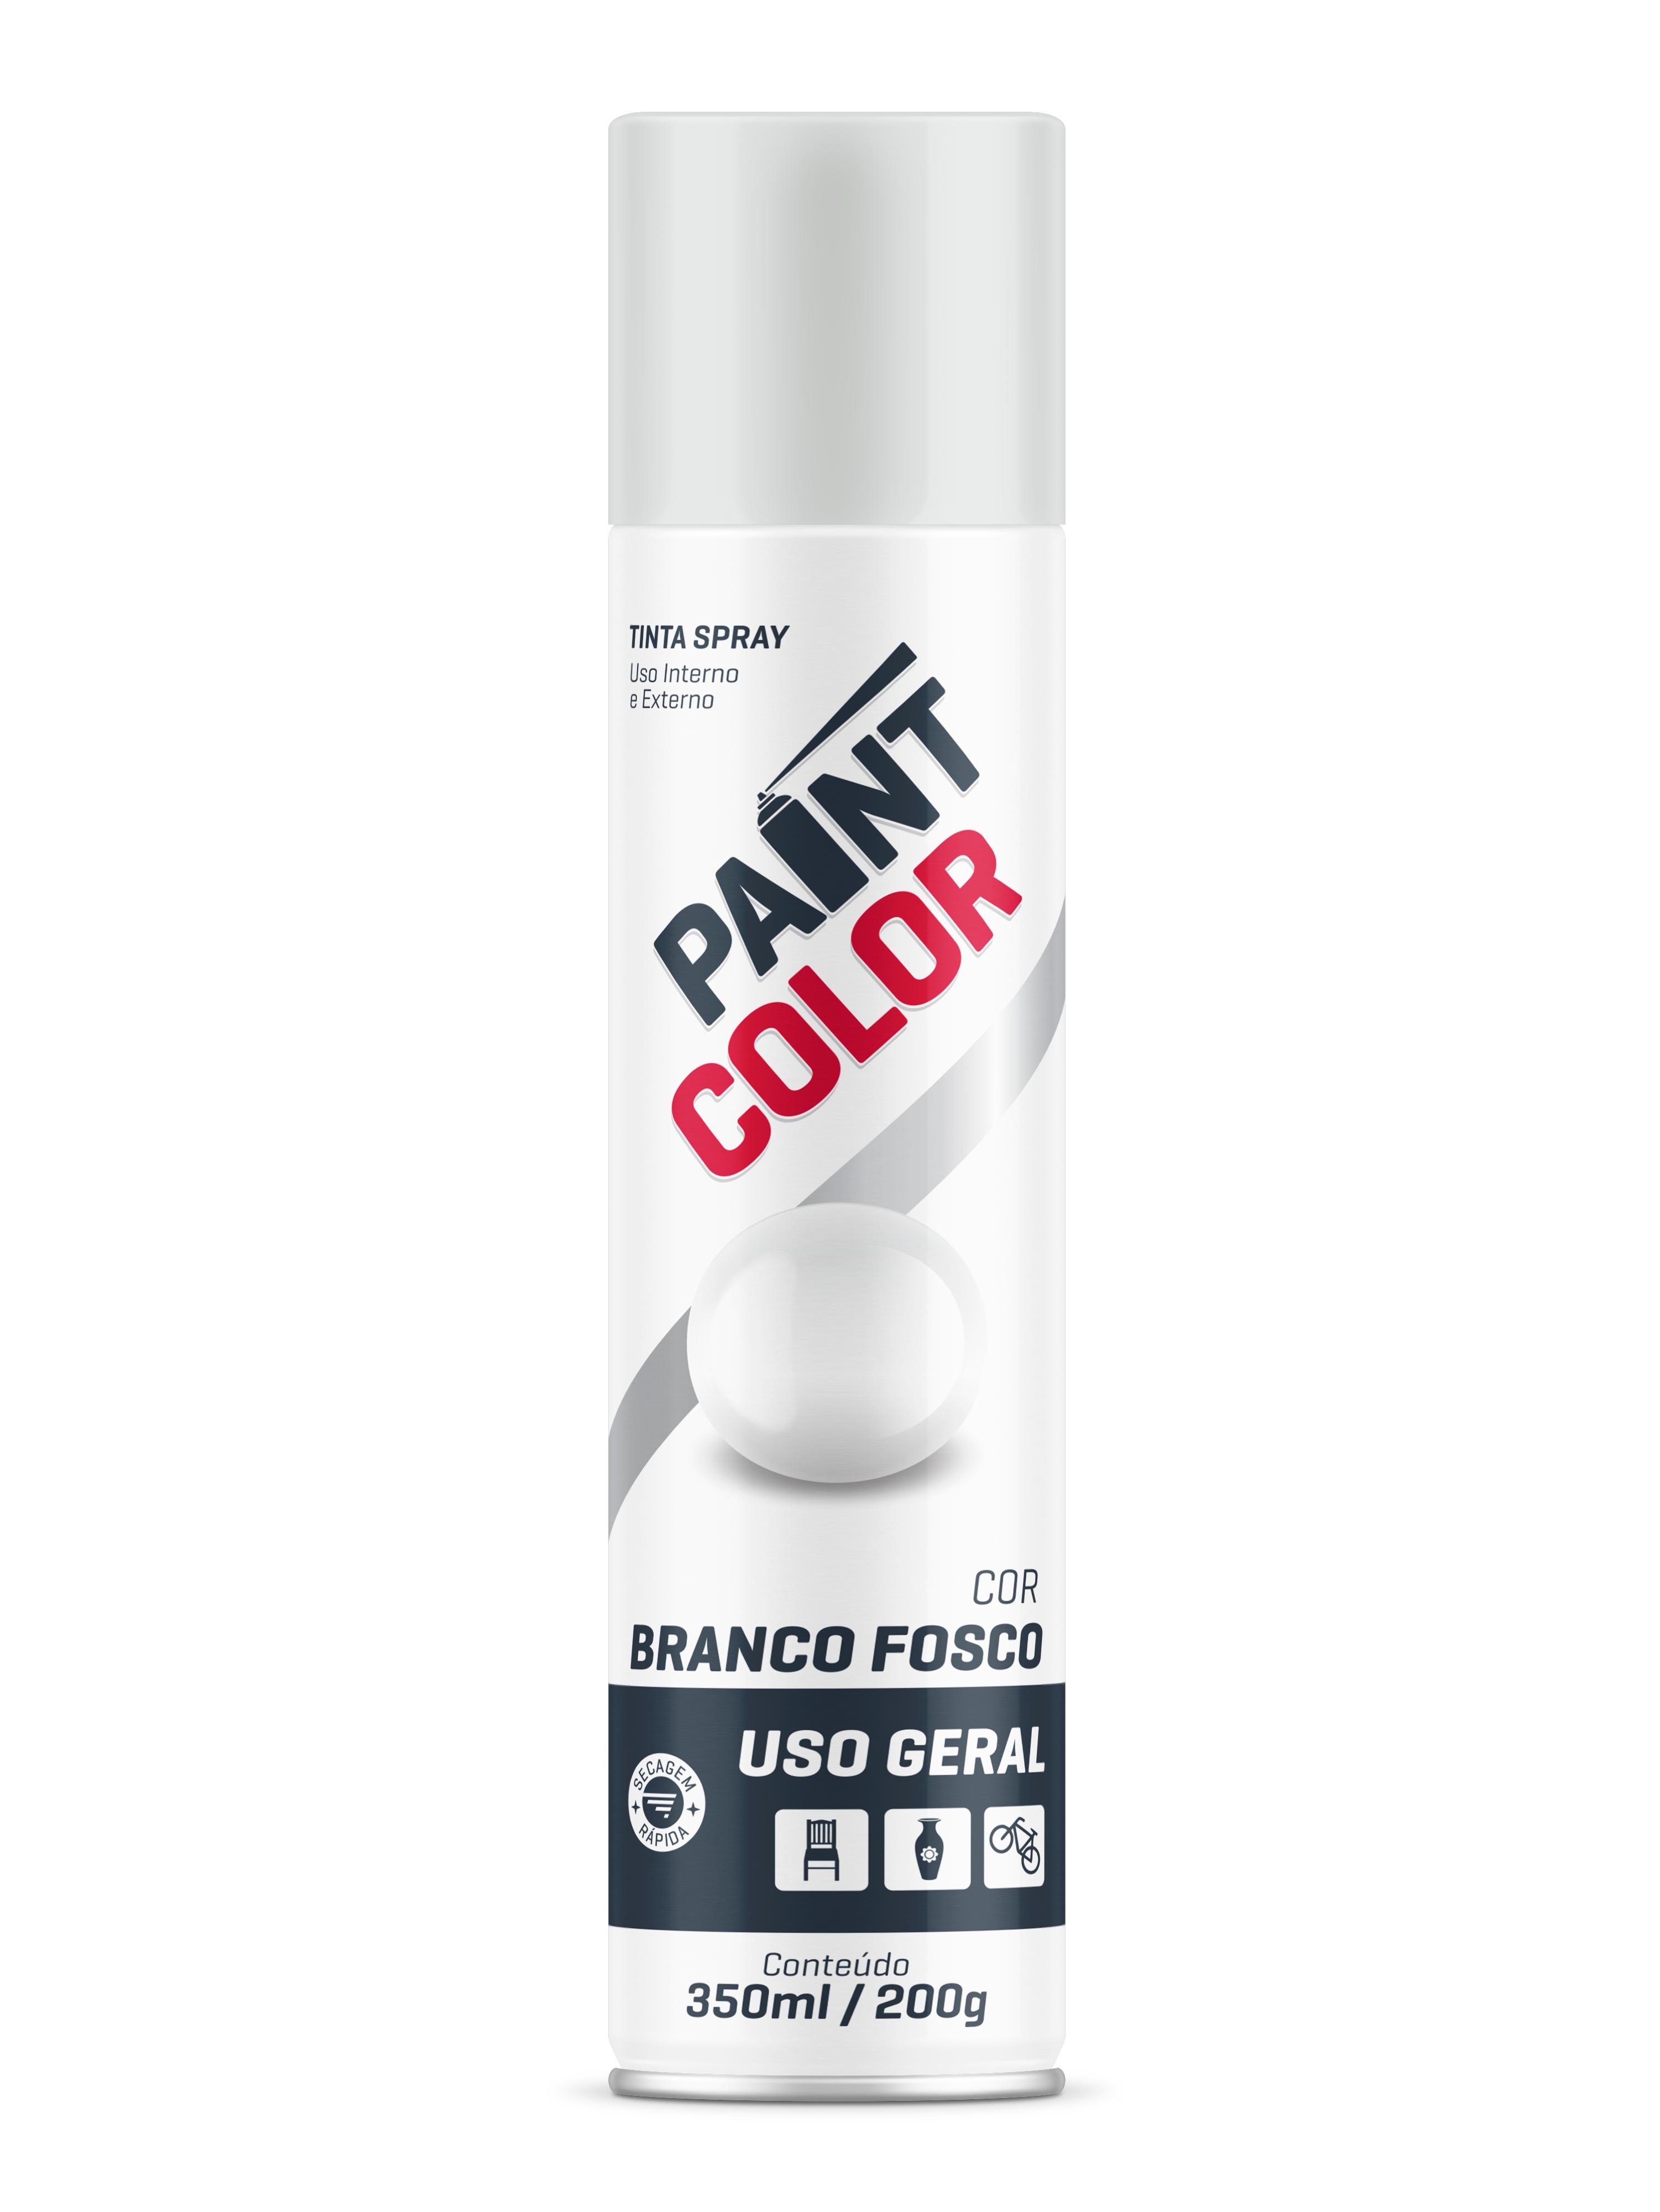 TINTA SPRAY
Uso Interno
e Externo
PAINT
COLOR
COR
BRANCO FOSCO
USO GERAL
SECAGEM
RÁPIDA
Conteúdo
350ml / 200g